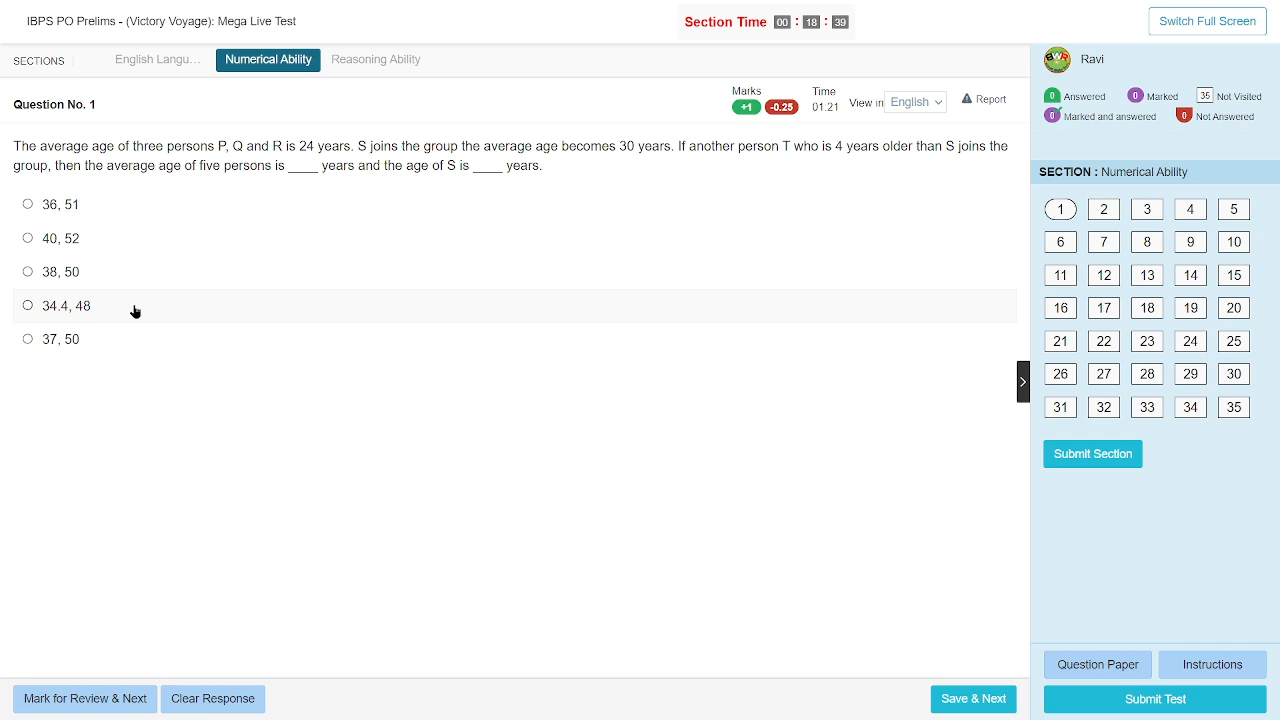 IBPS PO Prelims - (Victory Voyage): Mega Live Test
Section Time 00 : 18 : 39
Switch Full Screen
SECTIONS
English Langu...
Numerical Ability
Reasoning Ability
Ravi
Question No. 1
Marks
+1 -0.25
Time
01:21
View in English
Report
0 Answered
0 Marked
35 Not Visited
0 Marked and answered
0 Not Answered
The average age of three persons P, Q and R is 24 years. S joins the group the average age becomes 30 years. If another person T who is 4 years older than S joins the
group, then the average age of five persons is ____ years and the age of S is ____ years.
36, 51
40, 52
38, 50
34.4, 48
37, 50
SECTION : Numerical Ability
1 2 3 4 5
6 7 8 9 10
11 12 13 14 15
16 17 18 19 20
21 22 23 24 25
26 27 28 29 30
31 32 33 34 35
Submit Section
Question Paper
Instructions
Mark for Review & Next
Clear Response
Save & Next
Submit Test